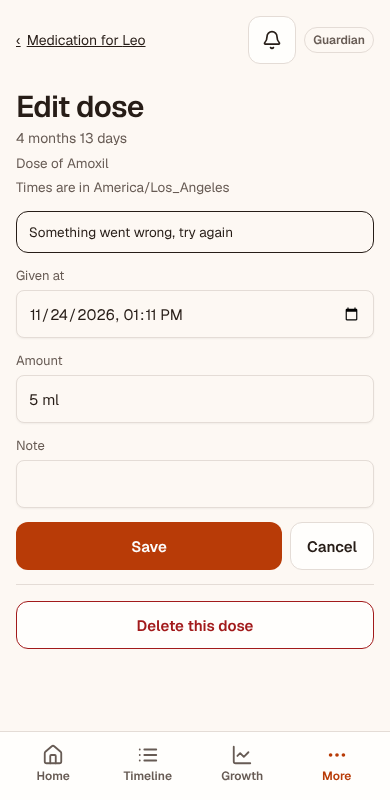 ‹ Medication for Leo
Guardian
Edit dose
4 months 13 days
Dose of Amoxil
Times are in America/Los_Angeles
Something went wrong, try again
Given at
11/24/2026, 01:11 PM
Amount
5 ml
Note
Save
Cancel
Delete this dose
Home
Timeline
Growth
More